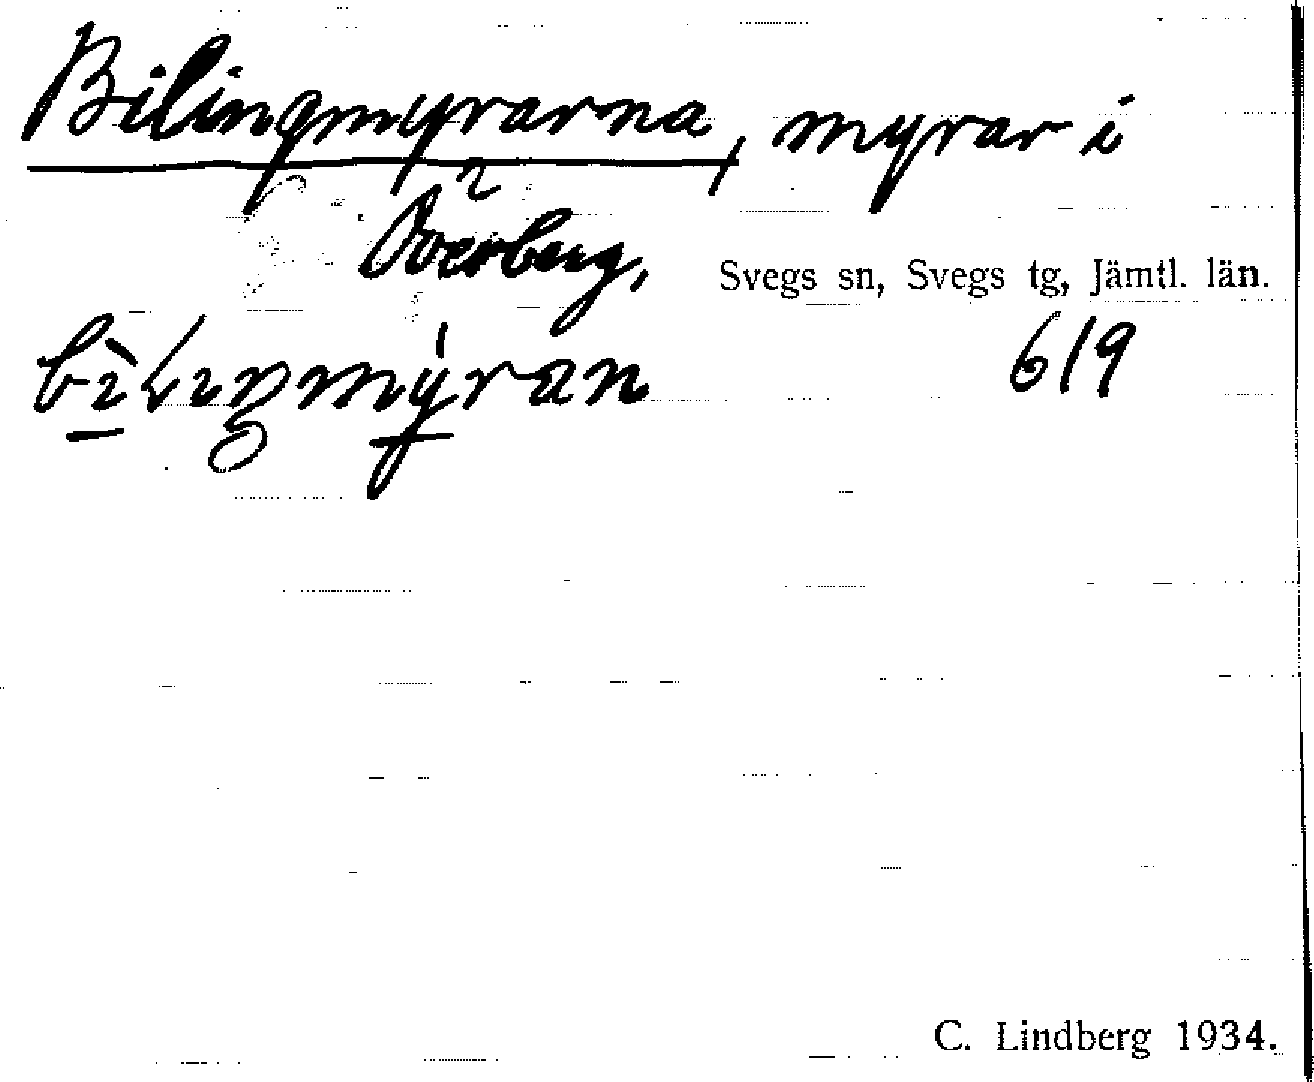 Bilingmyrarna, myrar i
Överberg, Svegs sn, Svegs tg, Jämtl. län.
619
C. Lindberg 1934.